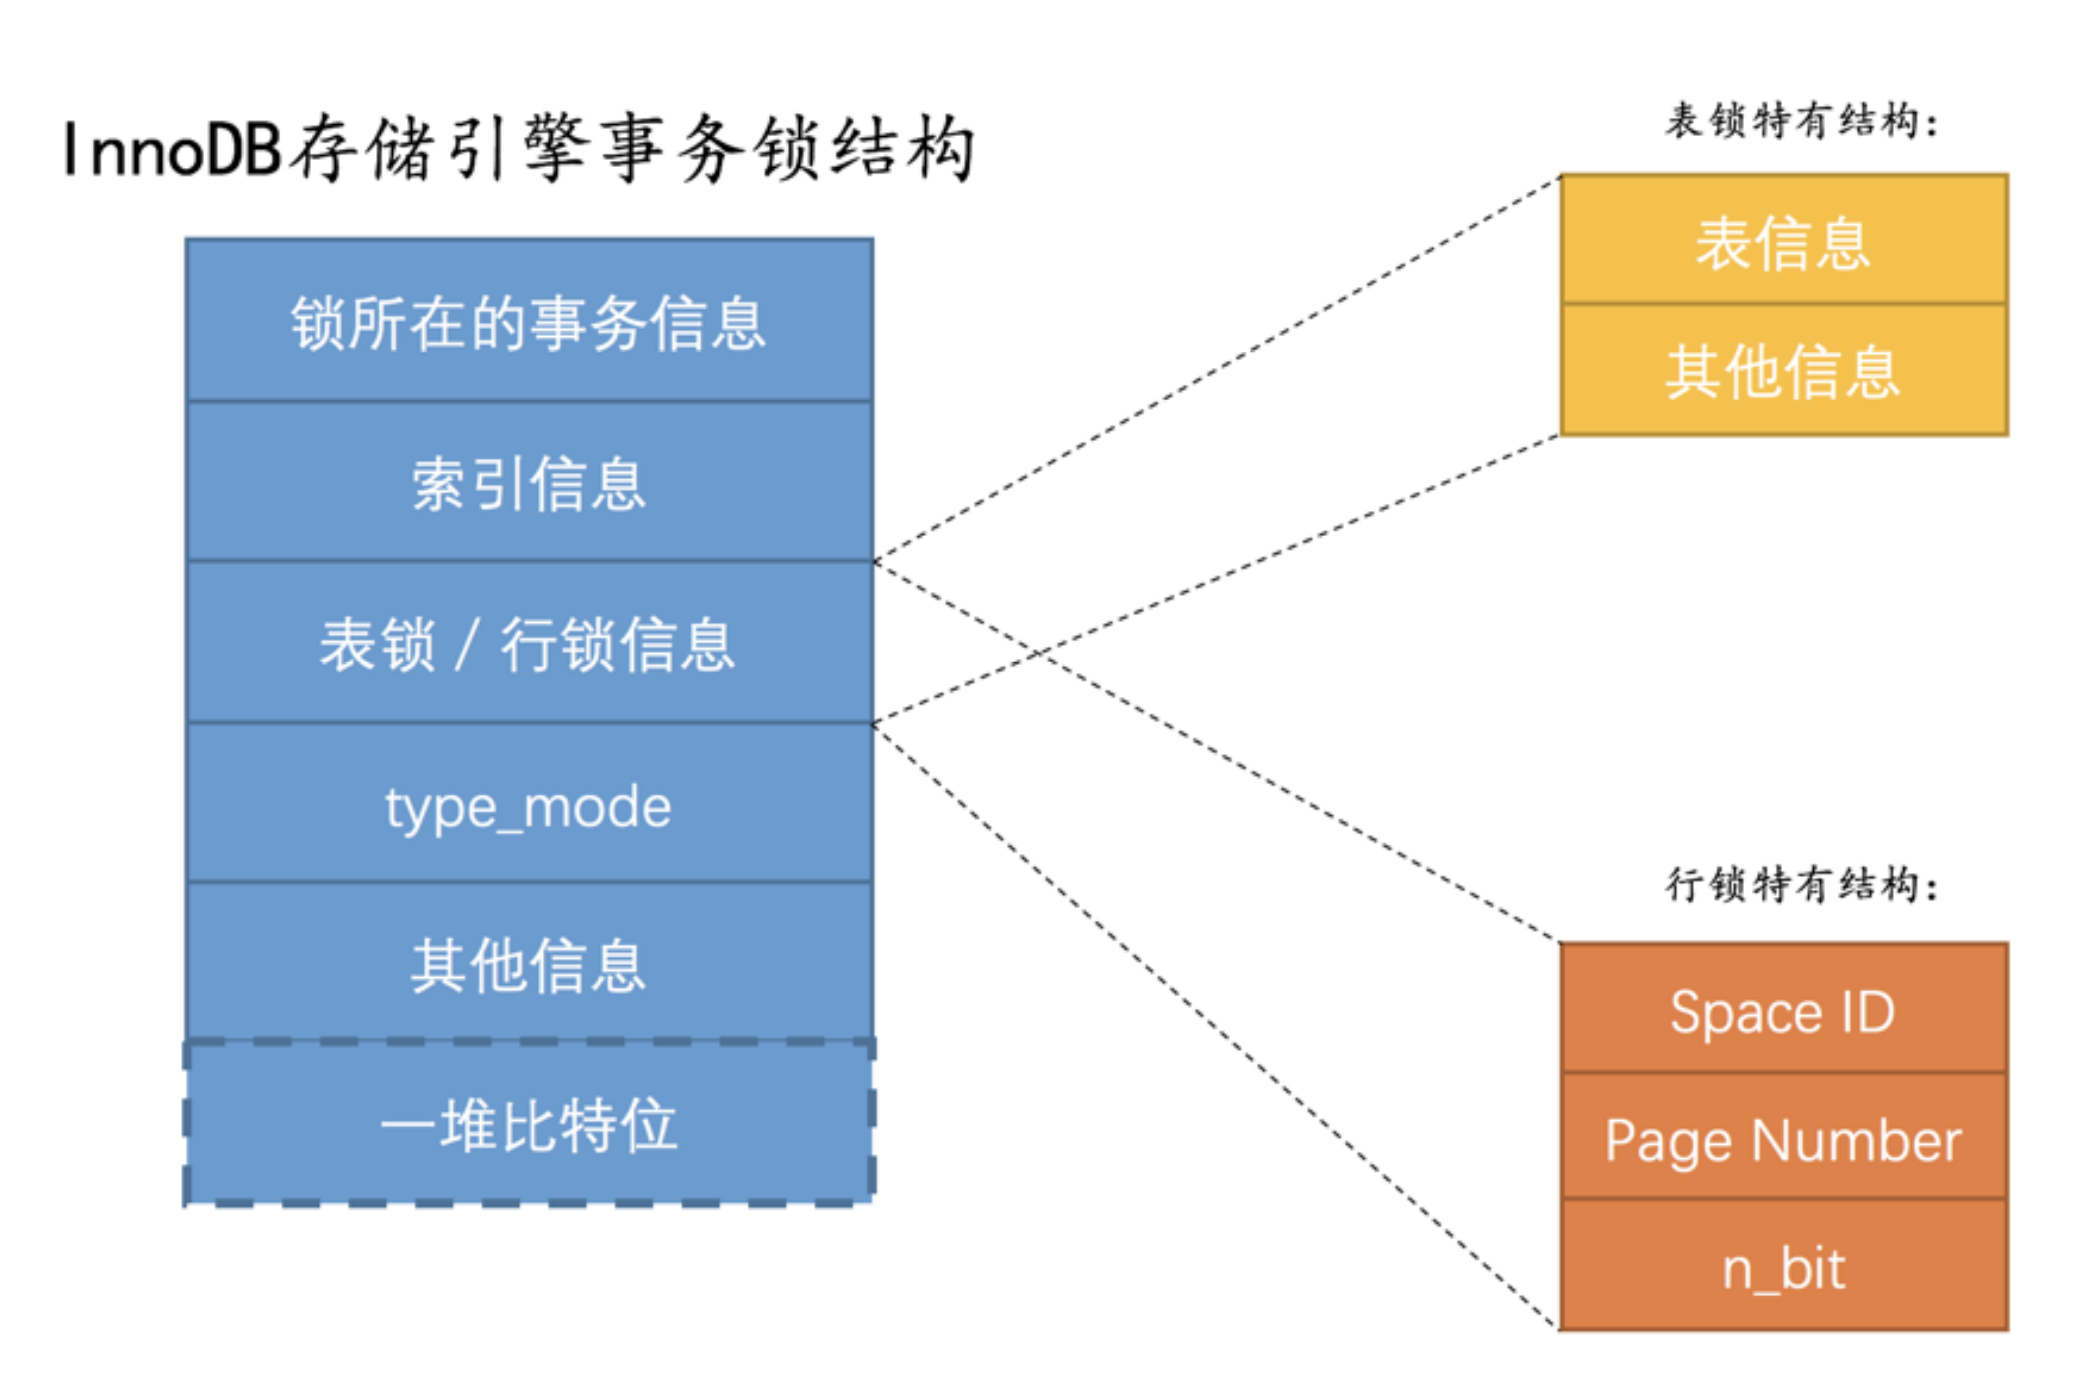 InnoDB存储引擎事务锁结构
锁所在的事务信息
索引信息
表锁 / 行锁信息
type_mode
其他信息
一堆比特位
表锁特有结构：
表信息
其他信息
行锁特有结构：
Space ID
Page Number
n_bit